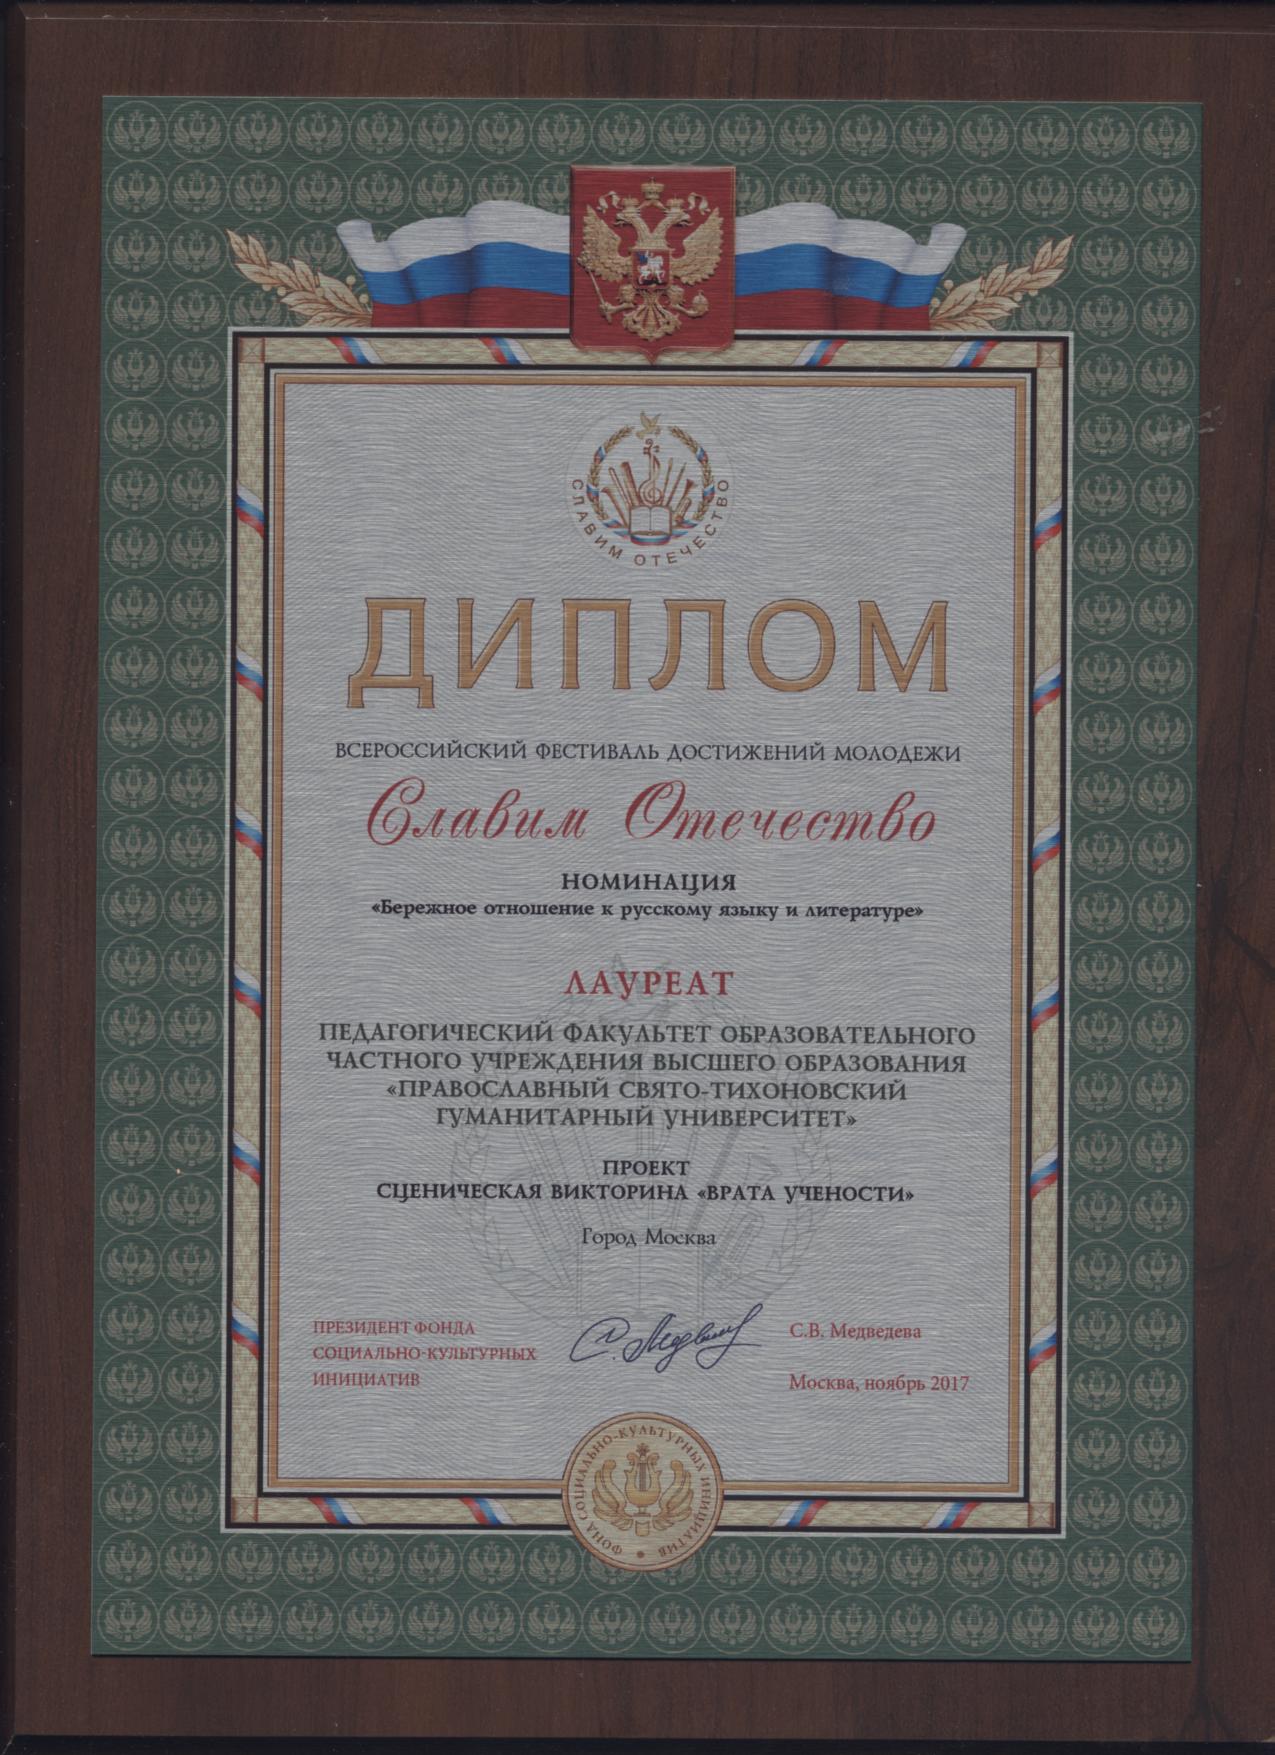 СЛАВИМ ОТЕЧЕСТВО
ДИПЛОМ
ВСЕРОССИЙСКИЙ ФЕСТИВАЛЬ ДОСТИЖЕНИЙ МОЛОДЕЖИ
Славим Отечество
НОМИНАЦИЯ
«Бережное отношение к русскому языку и литературе»
ЛАУРЕАТ
ПЕДАГОГИЧЕСКИЙ ФАКУЛЬТЕТ ОБРАЗОВАТЕЛЬНОГО
ЧАСТНОГО УЧРЕЖДЕНИЯ ВЫСШЕГО ОБРАЗОВАНИЯ
«ПРАВОСЛАВНЫЙ СВЯТО-ТИХОНОВСКИЙ
ГУМАНИТАРНЫЙ УНИВЕРСИТЕТ»
ПРОЕКТ
СЦЕНИЧЕСКАЯ ВИКТОРИНА «ВРАТА УЧЕНОСТИ»
Город Москва
ПРЕЗИДЕНТ ФОНДА
СОЦИАЛЬНО-КУЛЬТУРНЫХ
ИНИЦИАТИВ
С. Медведева
С.В. Медведева
Москва, ноябрь 2017
ФОНД СОЦИАЛЬНО-КУЛЬТУРНЫХ ИНИЦИАТИВ